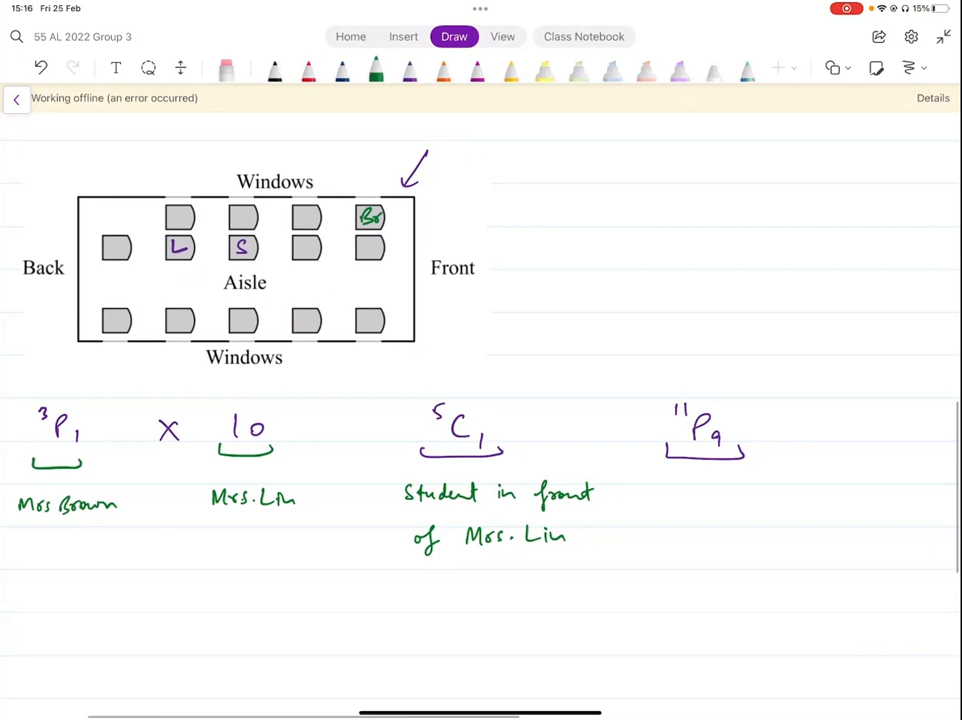 15:16 Fri 25 Feb
15%
55 AL 2022 Group 3
Home Insert Draw View Class Notebook
T
Working offline (an error occurred)
Details
Windows
Br
L S
Back
Aisle
Front
Windows
³P₁ × 10 ⁵C₁ ¹¹P₉
Mrs Brown
Mrs. Lin
Student in front
of Mrs. Lin